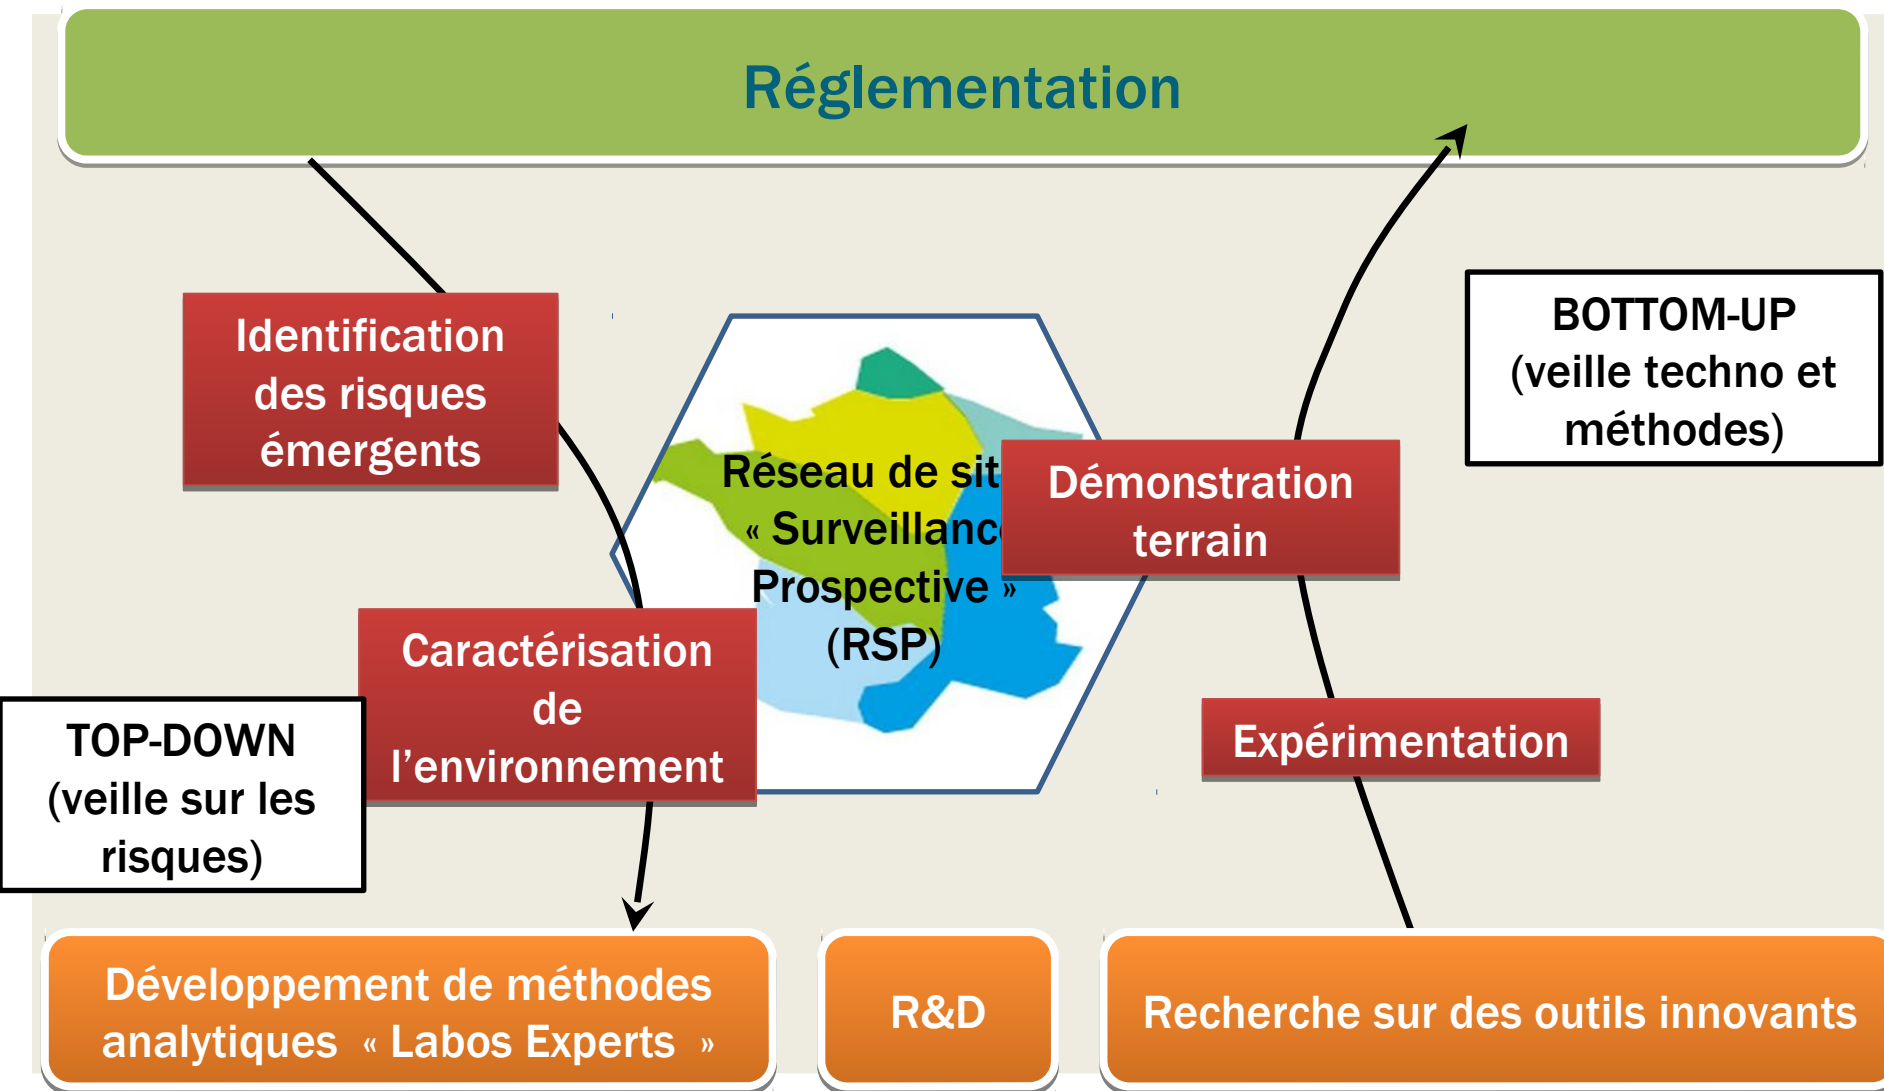 Réglementation
Identification
des risques
émergents
BOTTOM-UP
(veille techno et
méthodes)
Réseau de sit
« Surveillanc
Prospective »
(RSP)
Démonstration
terrain
Caractérisation
de
l’environnement
TOP-DOWN
(veille sur les
risques)
Expérimentation
Développement de méthodes
analytiques « Labos Experts »
R&D
Recherche sur des outils innovants